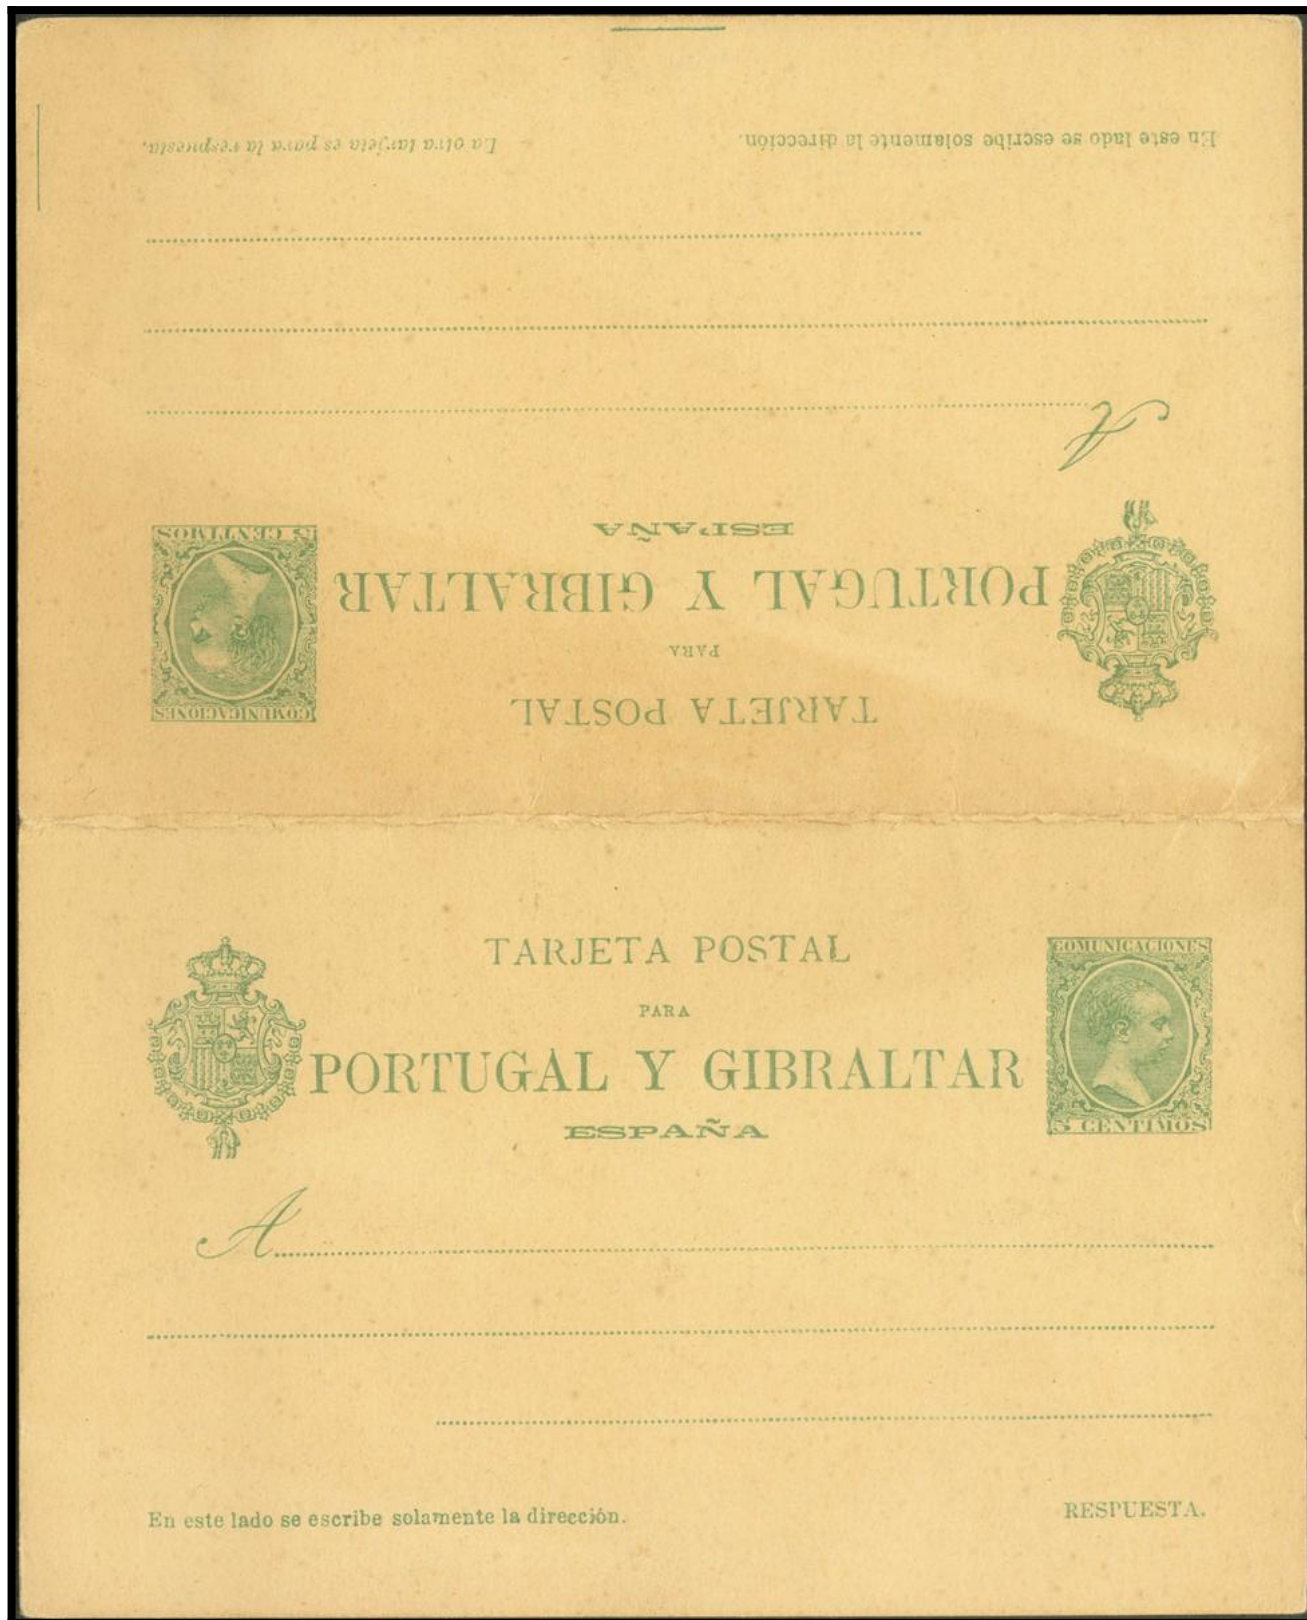 En este lado se escribe solamente la dirección.
La otra tarjeta es para la respuesta.
A
ESPAÑA
PORTUGAL Y GIBRALTAR
PARA
TARJETA POSTAL
5 CENTIMOS
COMUNICACIONES
TARJETA POSTAL
PARA
PORTUGAL Y GIBRALTAR
ESPAÑA
COMUNICACIONES
5 CENTIMOS
A
En este lado se escribe solamente la dirección.
RESPUESTA.